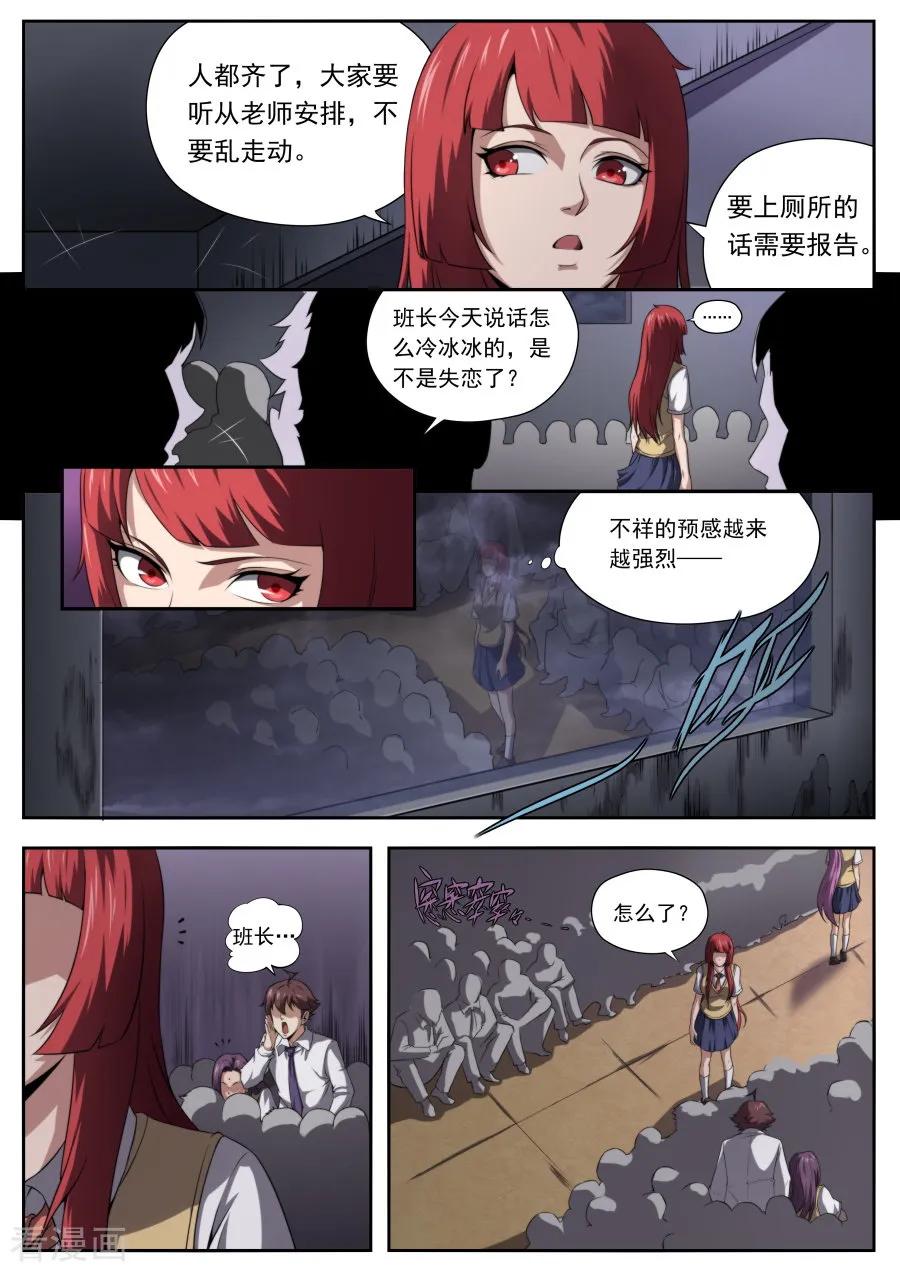 人都齐了，大家要
听从老师安排，不
要乱走动。
要上厕所的
话需要报告。
班长今天说话怎
么冷冰冰的，是
不是失恋了？
……
不祥的预感越来
越强烈——
班长…
窸窸窣窣
怎么了？
看漫画